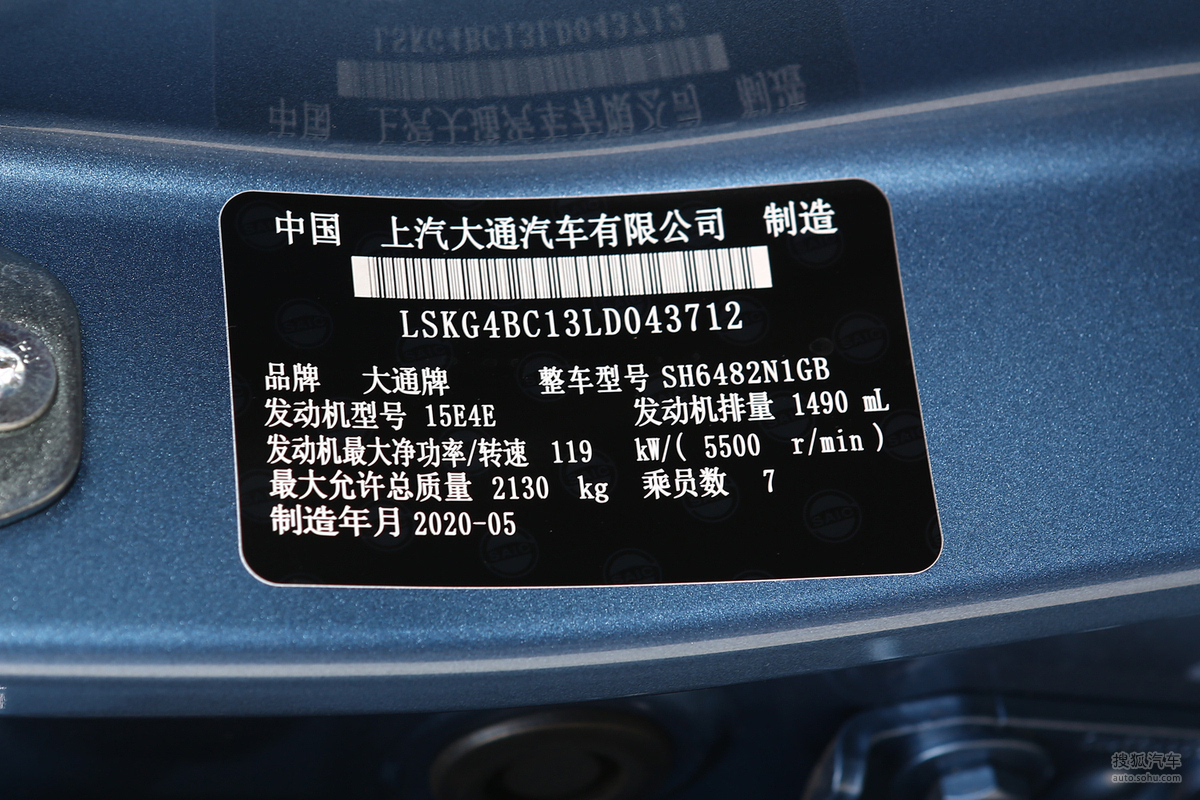 中国 上汽大通汽车有限公司 制造
LSKG4BC13LD043712
品牌 大通牌 整车型号 SH6482N1GB
发动机型号 15E4E 发动机排量 1490 mL
发动机最大净功率/转速 119 kW/( 5500 r/min )
最大允许总质量 2130 kg 乘员数 7
制造年月 2020-05
搜狐汽车
auto.sohu.com